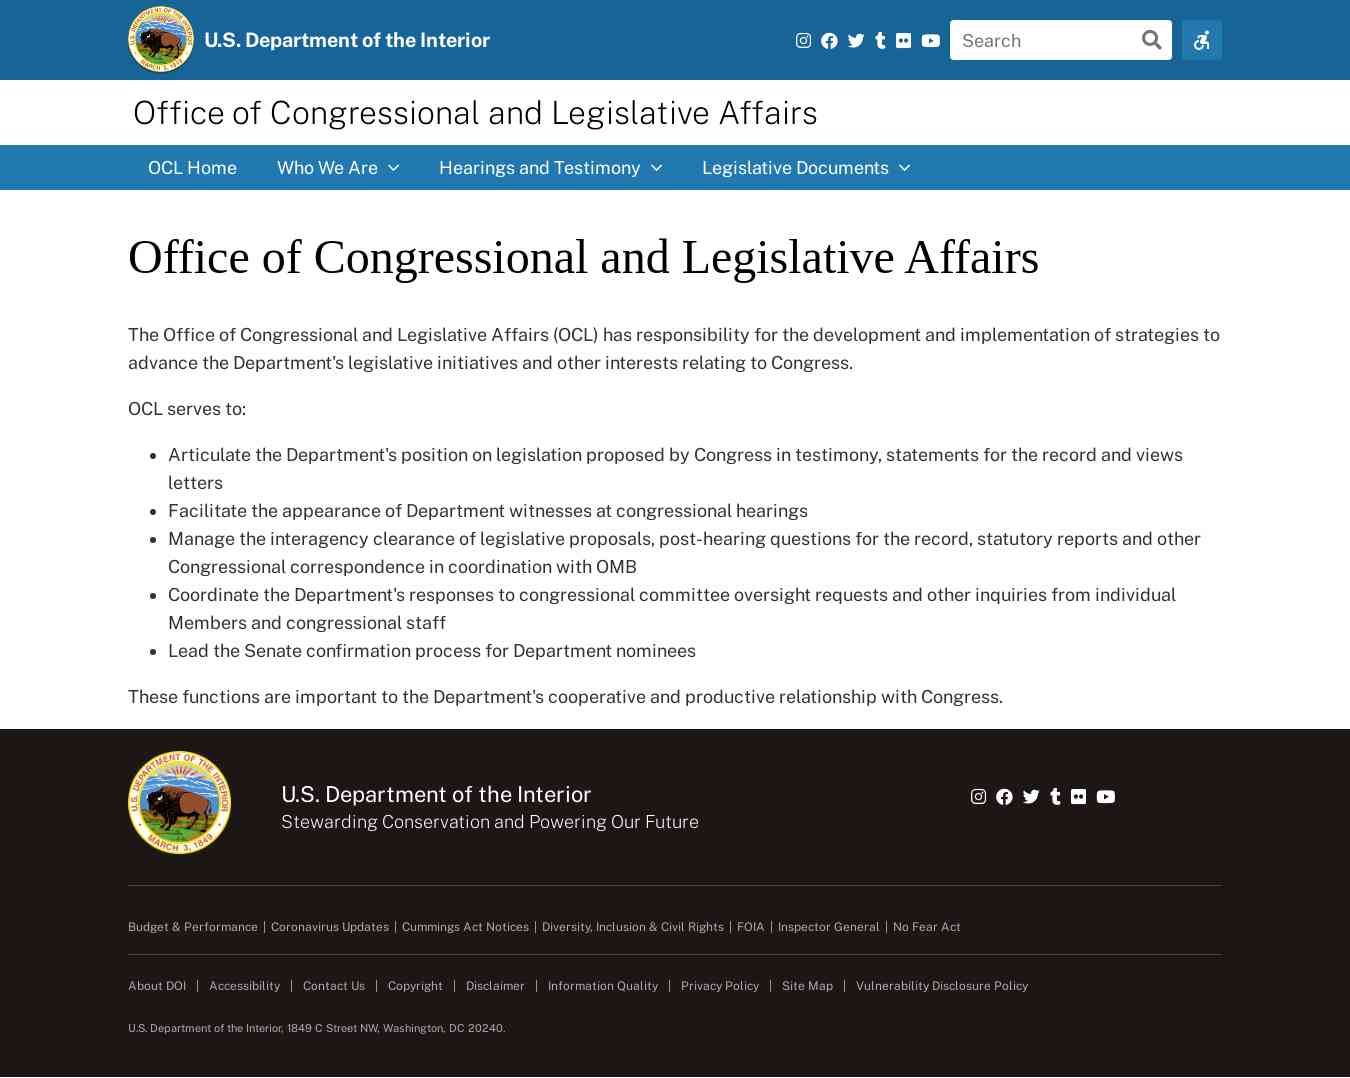 U.S. Department of the Interior
Search
Office of Congressional and Legislative Affairs
OCL Home Who We Are Hearings and Testimony Legislative Documents
Office of Congressional and Legislative Affairs
The Office of Congressional and Legislative Affairs (OCL) has responsibility for the development and implementation of strategies to
advance the Department's legislative initiatives and other interests relating to Congress.
OCL serves to:
• Articulate the Department's position on legislation proposed by Congress in testimony, statements for the record and views
letters
• Facilitate the appearance of Department witnesses at congressional hearings
• Manage the interagency clearance of legislative proposals, post-hearing questions for the record, statutory reports and other
Congressional correspondence in coordination with OMB
• Coordinate the Department's responses to congressional committee oversight requests and other inquiries from individual
Members and congressional staff
• Lead the Senate confirmation process for Department nominees
These functions are important to the Department's cooperative and productive relationship with Congress.
U.S. DEPARTMENT OF THE INTERIOR
MARCH 3, 1849
U.S. Department of the Interior
Stewarding Conservation and Powering Our Future
Budget & Performance | Coronavirus Updates | Cummings Act Notices | Diversity, Inclusion & Civil Rights | FOIA | Inspector General | No Fear Act
About DOI | Accessibility | Contact Us | Copyright | Disclaimer | Information Quality | Privacy Policy | Site Map | Vulnerability Disclosure Policy
U.S. Department of the Interior, 1849 C Street NW, Washington, DC 20240.